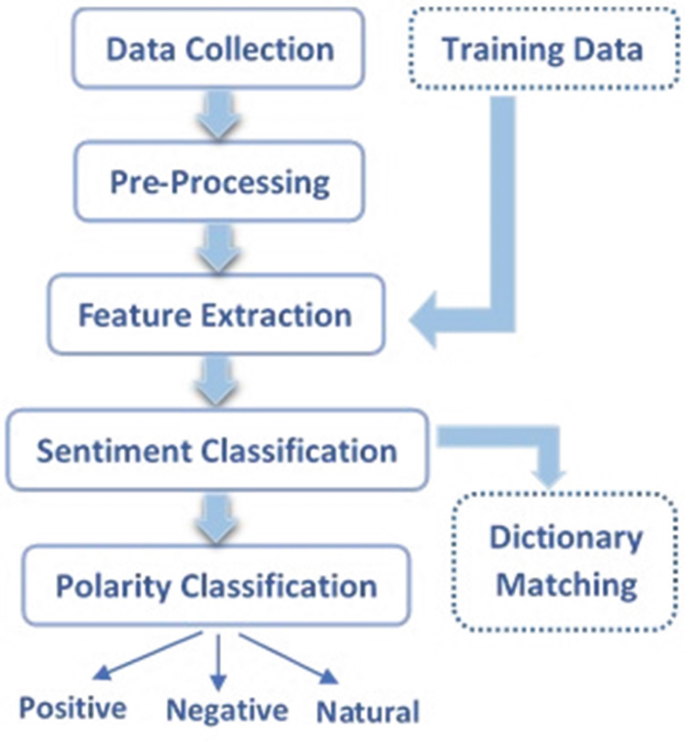 Data Collection
Training Data
Pre-Processing
Feature Extraction
Sentiment Classification
Dictionary
Matching
Polarity Classification
Positive
Negative
Natural